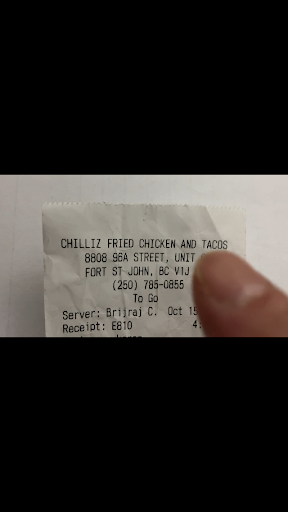 CHILLIZ FRIED CHICKEN AND TACOS
8808 96A STREET, UNIT
FORT ST JOHN, BC V1J
(250) 785-0855
To Go
Server: Brijraj C. Oct 15
Receipt: E810